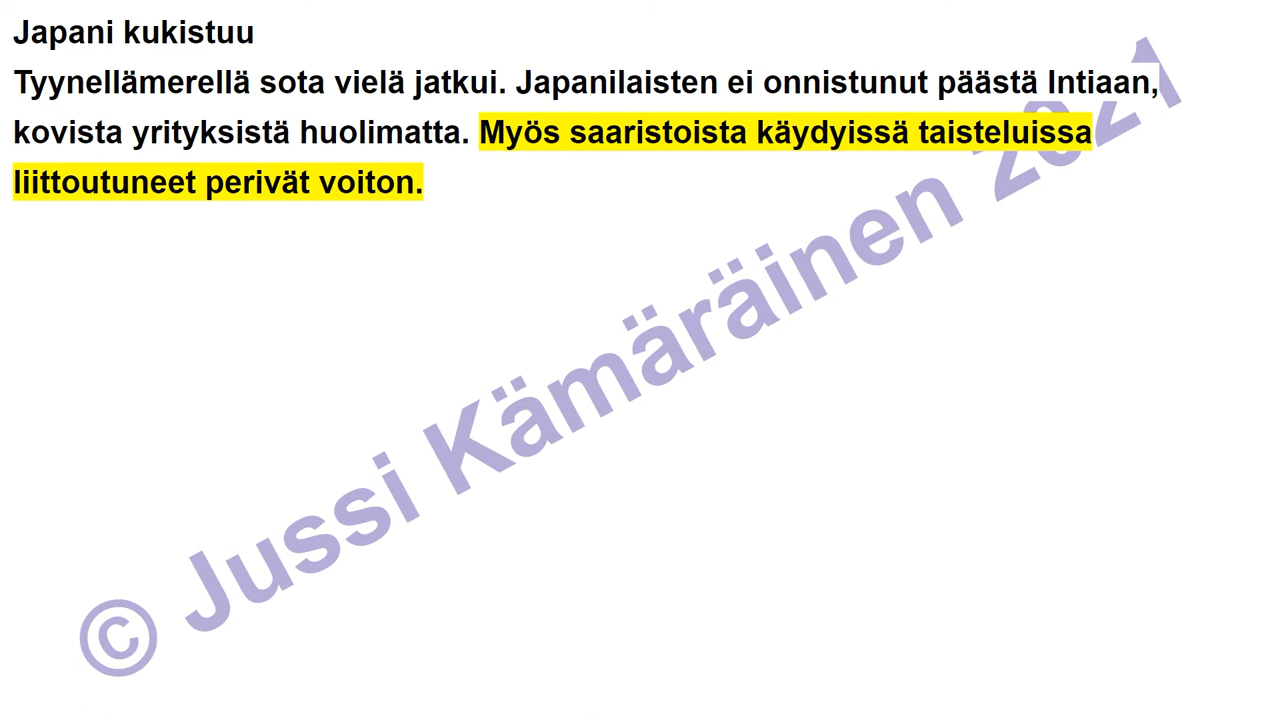 Japani kukistuu
Tyynellämerellä sota vielä jatkui. Japanilaisten ei onnistunut päästä Intiaan,
kovista yrityksistä huolimatta. Myös saaristoista käydyissä taisteluissa
liittoutuneet perivät voiton.
© Jussi Kämäräinen 2021